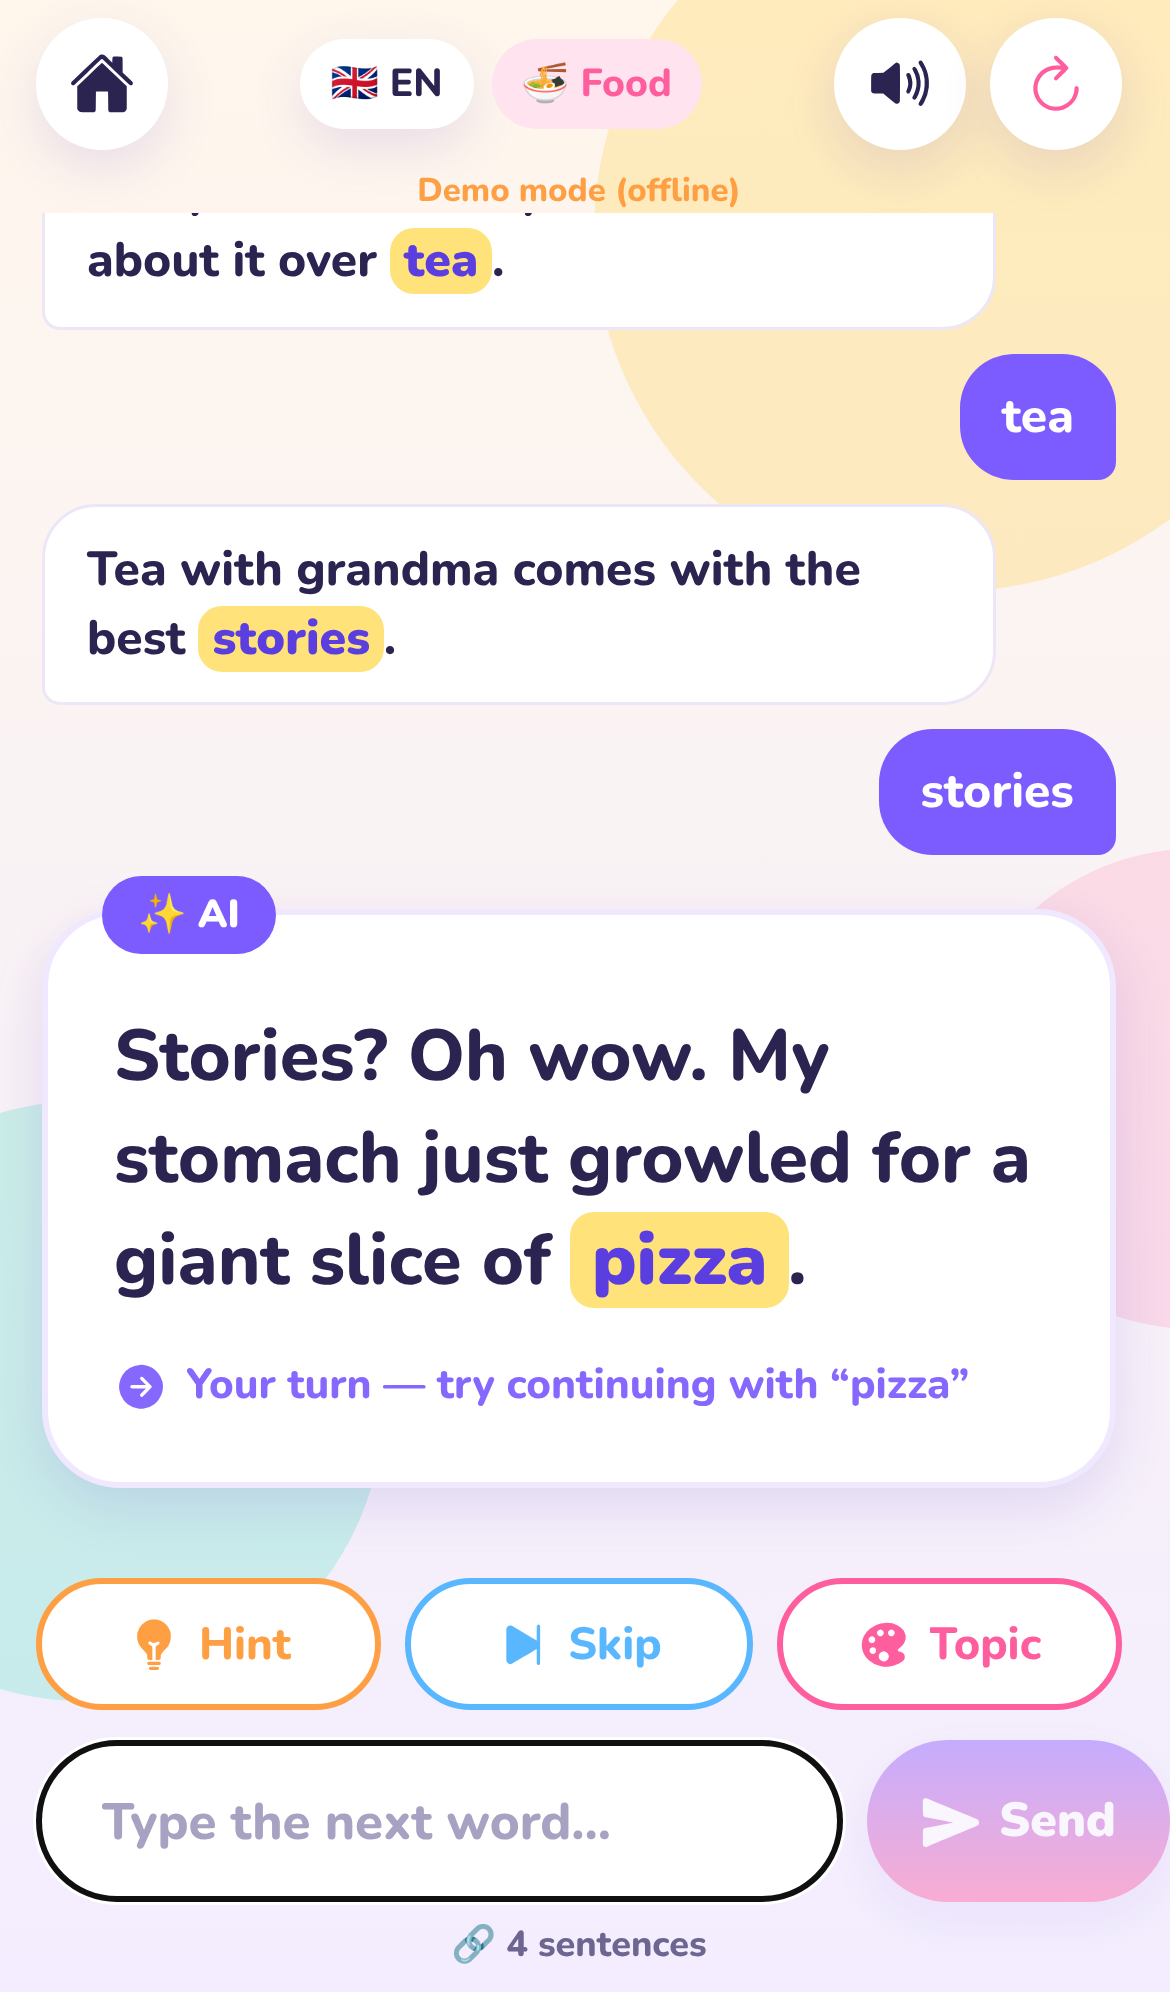 EN
Food
Demo mode (offline)
about it over tea.
tea
Tea with grandma comes with the
best stories.
stories
AI
Stories? Oh wow. My
stomach just growled for a
giant slice of pizza.
Your turn — try continuing with “pizza”
Hint
Skip
Topic
Type the next word...
Send
4 sentences